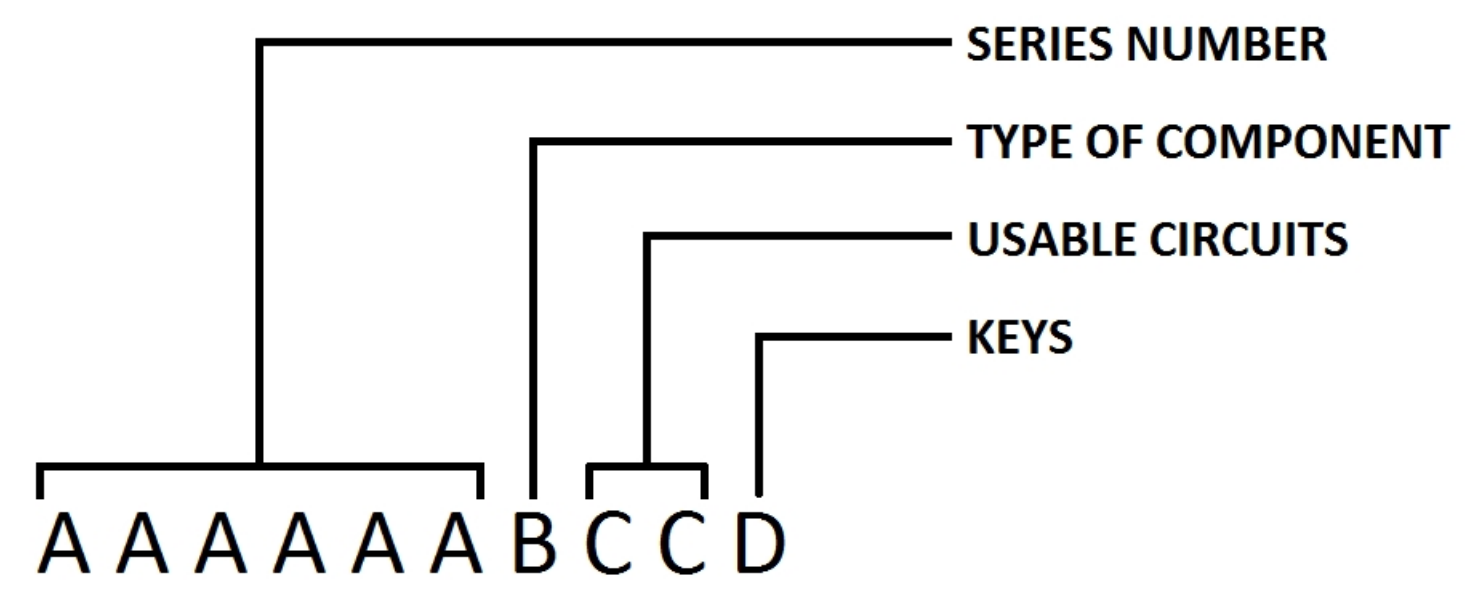 SERIES NUMBER
TYPE OF COMPONENT
USABLE CIRCUITS
KEYS
A A A A A A B C C D